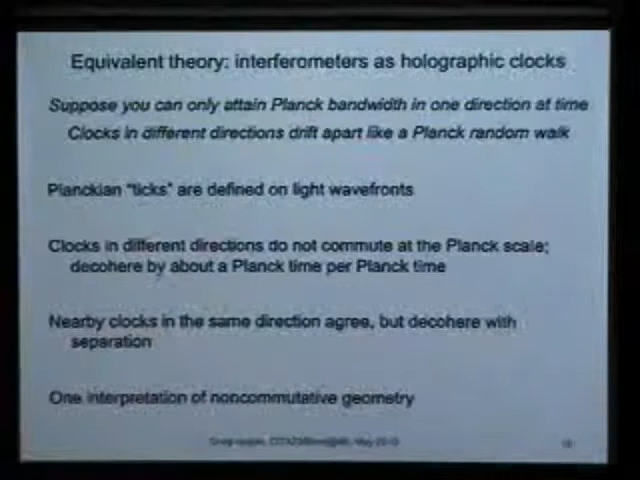 Equivalent theory: interferometers as holographic clocks
Suppose you can only attain Planck bandwidth in one direction at time
Clocks in different directions drift apart like a Planck random walk
Planckian "ticks" are defined on light wavefronts
Clocks in different directions do not commute at the Planck scale;
decohere by about a Planck time per Planck time
Nearby clocks in the same direction agree, but decohere with
separation
One interpretation of noncommutative geometry
May 2010